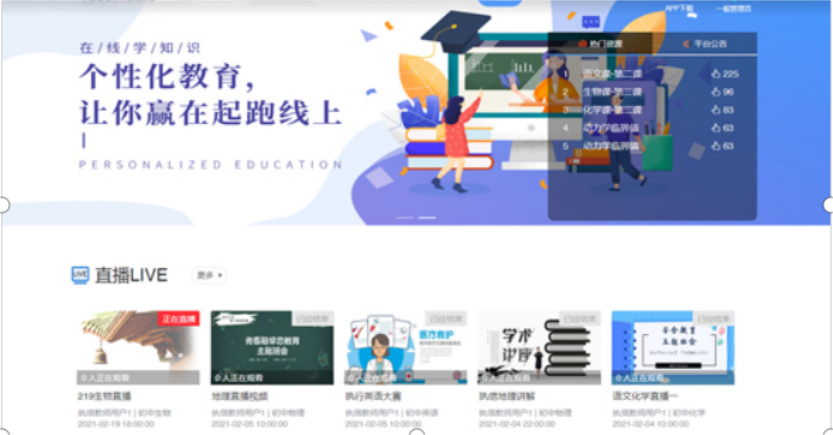 APP下载 一般管理员
在/线/学/知/识
个性化教育,
让你赢在起跑线上
PERSONALIZED EDUCATION
热门资源 平台公告
1 语文课-第二课 225
2 生物课-第二课 96
3 化学课-第二课 83
4 动力学临界值 63
5 动力学临界值 63
LIVE 直播LIVE 更多
正在直播 已经结束 已经结束 已经结束 已经结束
青春期卓恋教育
主题班会
医疗救护
学术
讲座
安全教育
主题班会
0 人正在观看 0 人正在观看 0 人正在观看 0 人正在观看 0 人正在观看
219生物直播 地理直播视频 执行英语大赛 执信地理讲解 语文化学直播一
执信教师用户1 | 初中生物 执信教师用户1 | 初中物理 执信教师用户1 | 初中英语 执信教师用户1 | 初中物理 执信教师用户1 | 初中化学
2021-02-19 18:00:00 2021-02-05 10:00:00 2021-02-05 10:00:00 2021-02-04 22:00:00 2021-02-04 10:00:00